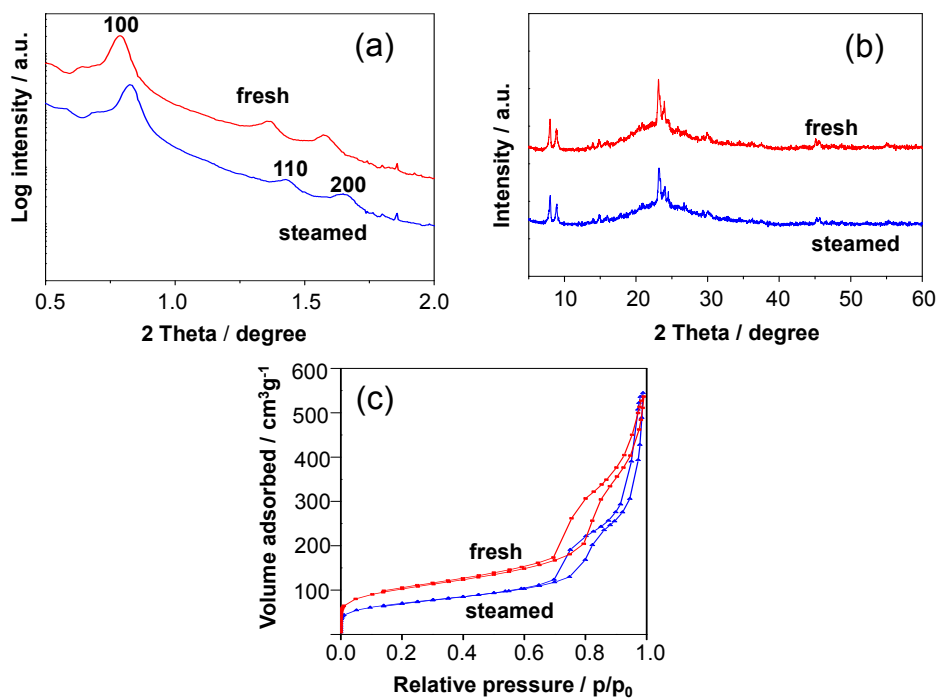 (a)
100
fresh
110
200
steamed
Log intensity / a.u.
0.5 1.0 1.5 2.0
2 Theta / degree
(b)
fresh
steamed
Intensity / a.u.
10 20 30 40 50 60
2 Theta / degree
(c)
600
500
400
300
200
100
fresh
steamed
Volume adsorbed / cm³g⁻¹
0.0 0.2 0.4 0.6 0.8 1.0
Relative pressure / p/p₀